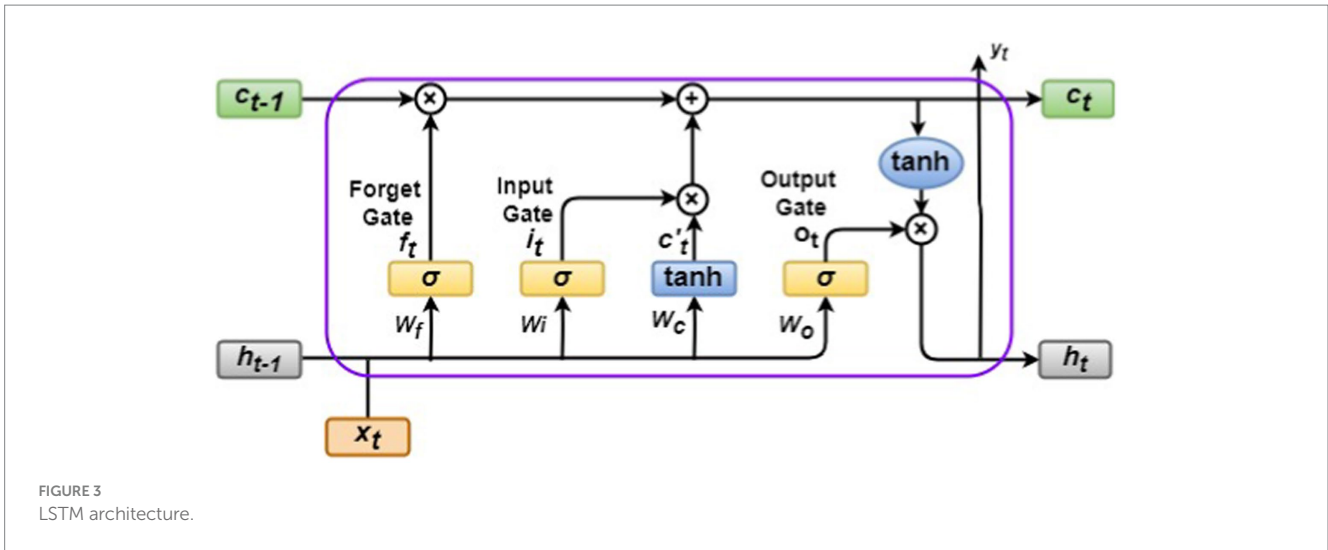 y_t
c_{t-1}
×
+
c_t
tanh
Forget
Gate
f_t
Input
Gate
i_t
×
c'_t
Output
Gate
o_t
×
σ
σ
tanh
σ
W_f
Wi
W_c
W_o
h_{t-1}
h_t
x_t
FIGURE 3
LSTM architecture.